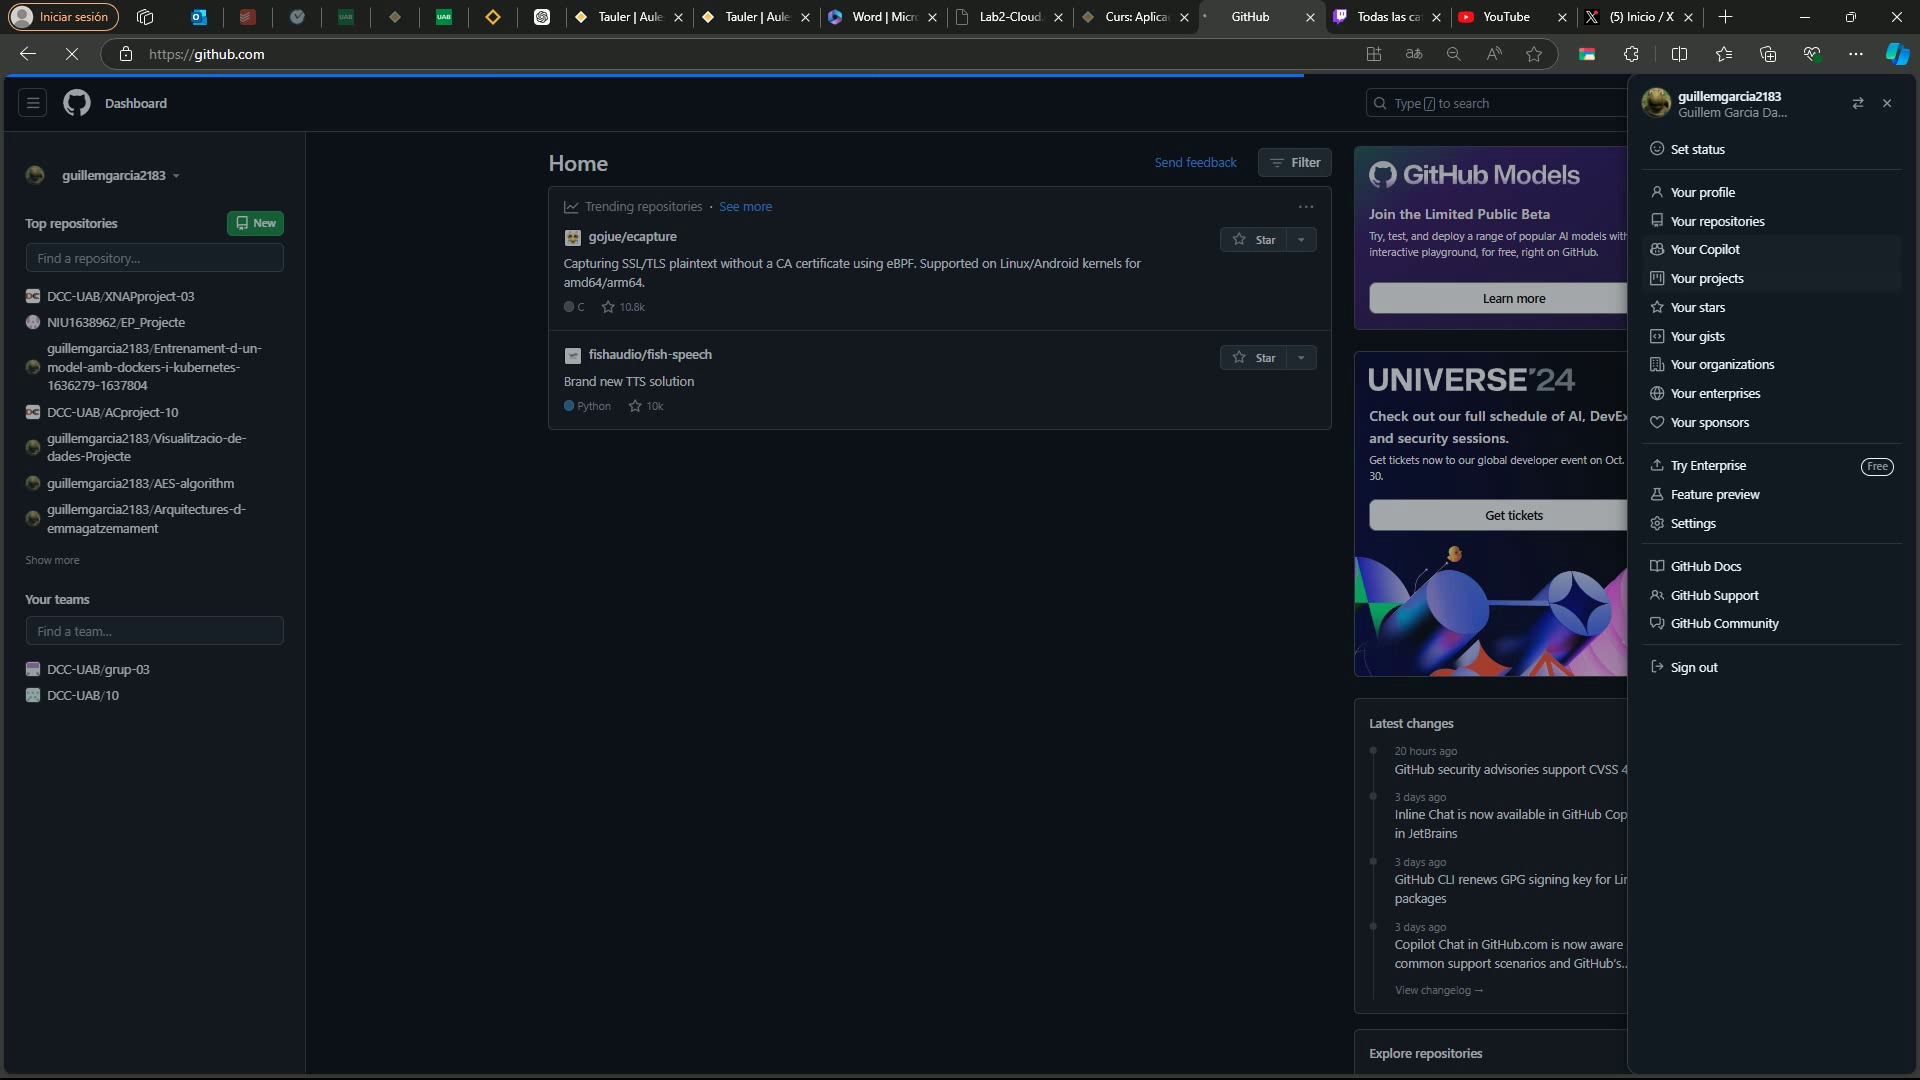 Iniciar sesión
UAB
UAB
Tauler | Aule
Tauler | Aule
Word | Micr
Lab2-Cloud
Curs: Aplica
GitHub
Todas las ca
YouTube
(5) Inicio / X
https://github.com
Dashboard
Type / to search
guillemgarcia2183
Guillem Garcia Da...
guillemgarcia2183
Top repositories
New
Find a repository...
DCC-UAB/XNAPproject-03
NIU1638962/EP_Projecte
guillemgarcia2183/Entrenament-d-un-
model-amb-dockers-i-kubernetes-
1636279-1637804
DCC-UAB/ACproject-10
guillemgarcia2183/Visualitzacio-de-
dades-Projecte
guillemgarcia2183/AES-algorithm
guillemgarcia2183/Arquitectures-d-
emmagatzemament
Show more
Your teams
Find a team...
DCC-UAB/grup-03
DCC-UAB/10
Home
Send feedback
Filter
Trending repositories · See more
gojue/ecapture
Star
Capturing SSL/TLS plaintext without a CA certificate using eBPF. Supported on Linux/Android kernels for
amd64/arm64.
C
10.8k
fishaudio/fish-speech
Star
Brand new TTS solution
Python
10k
GitHub Models
Join the Limited Public Beta
Try, test, and deploy a range of popular AI models with
interactive playground, for free, right on GitHub.
Learn more
UNIVERSE'24
Check out our full schedule of AI, DevEx
and security sessions.
Get tickets now to our global developer event on Oct.
30.
Get tickets
Latest changes
20 hours ago
GitHub security advisories support CVSS 4
3 days ago
Inline Chat is now available in GitHub Cop
in JetBrains
3 days ago
GitHub CLI renews GPG signing key for Lin
packages
3 days ago
Copilot Chat in GitHub.com is now aware
common support scenarios and GitHub's...
View changelog →
Explore repositories
Set status
Your profile
Your repositories
Your Copilot
Your projects
Your stars
Your gists
Your organizations
Your enterprises
Your sponsors
Try Enterprise
Free
Feature preview
Settings
GitHub Docs
GitHub Support
GitHub Community
Sign out